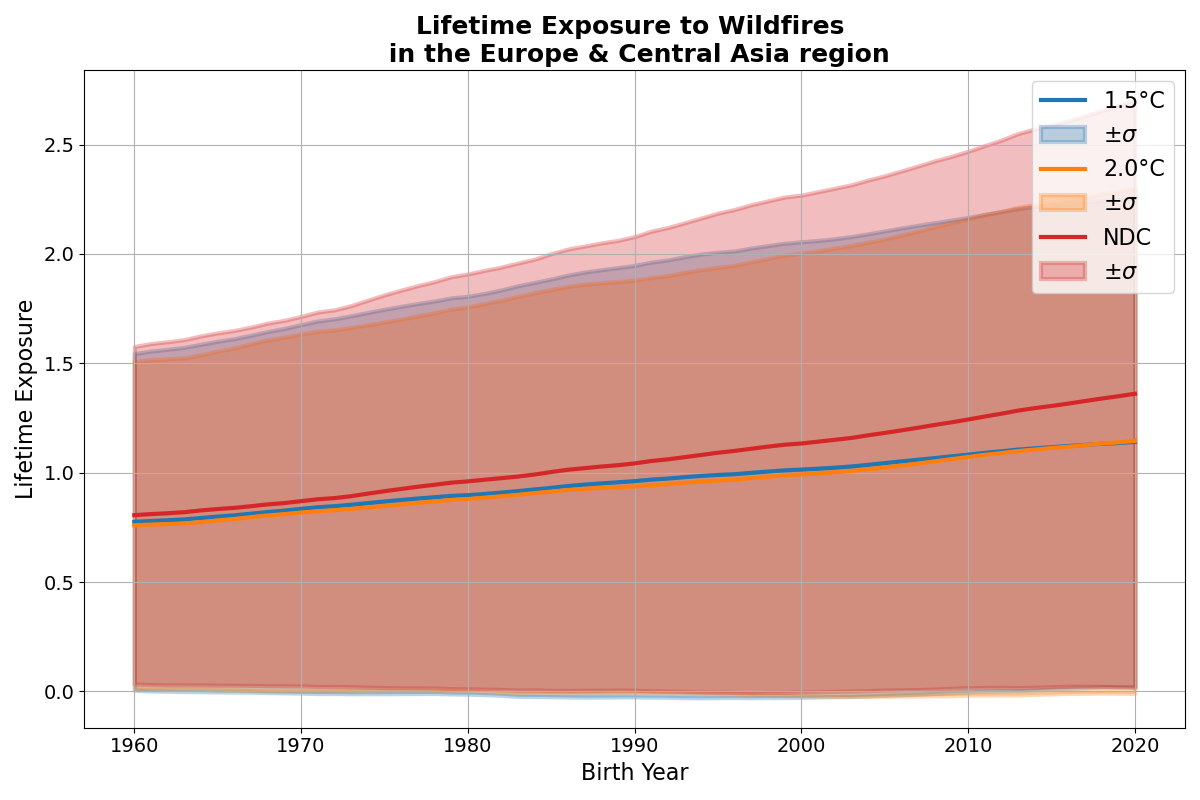 Lifetime Exposure to Wildfires
in the Europe & Central Asia region
1.5°C
±σ
2.0°C
±σ
NDC
±σ
Lifetime Exposure
2.5
2.0
1.5
1.0
0.5
0.0
1960 1970 1980 1990 2000 2010 2020
Birth Year